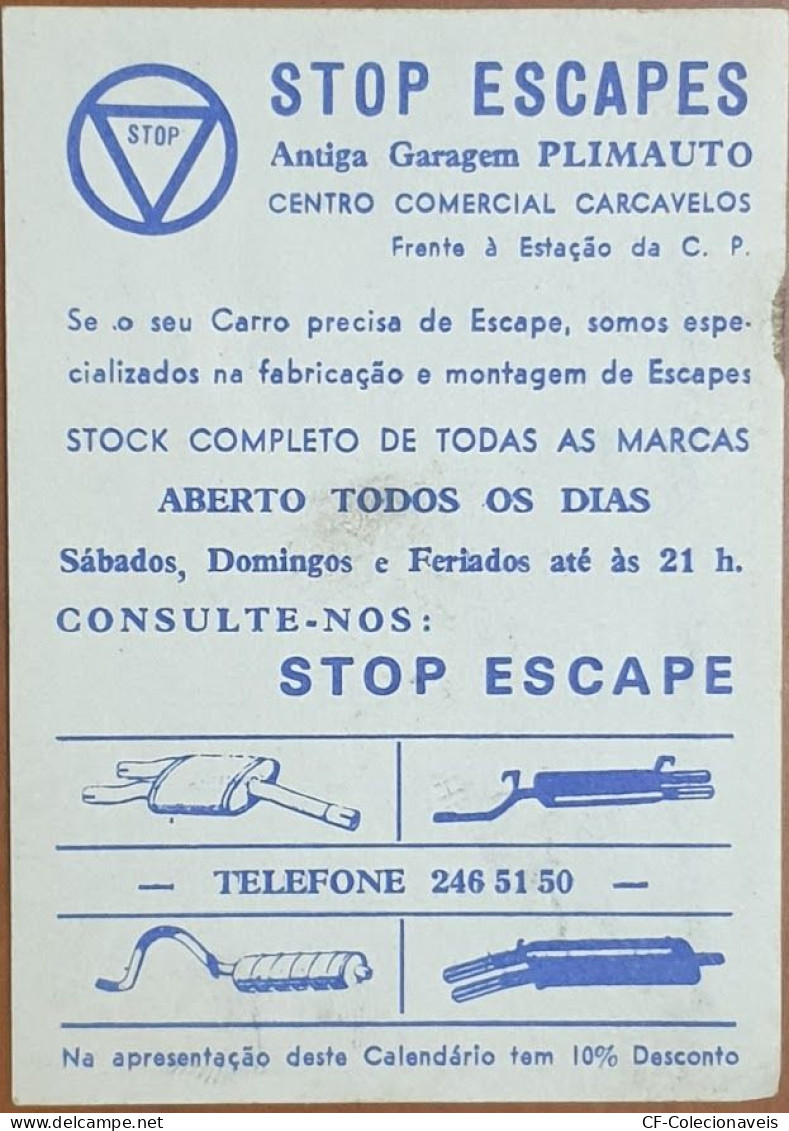 STOP
STOP ESCAPES
Antiga Garagem PLIMAUTO
CENTRO COMERCIAL CARCAVELOS
Frente à Estação da C. P.
Se .o seu Carro precisa de Escape, somos espe-
cializados na fabricação e montagem de Escapes
STOCK COMPLETO DE TODAS AS MARCAS
ABERTO TODOS OS DIAS
Sábados, Domingos e Feriados até às 21 h.
CONSULTE-NOS:
STOP ESCAPE
— TELEFONE 246 51 50 —
Na apresentação deste Calendário tem 10% Desconto
CF-Colecionaveis